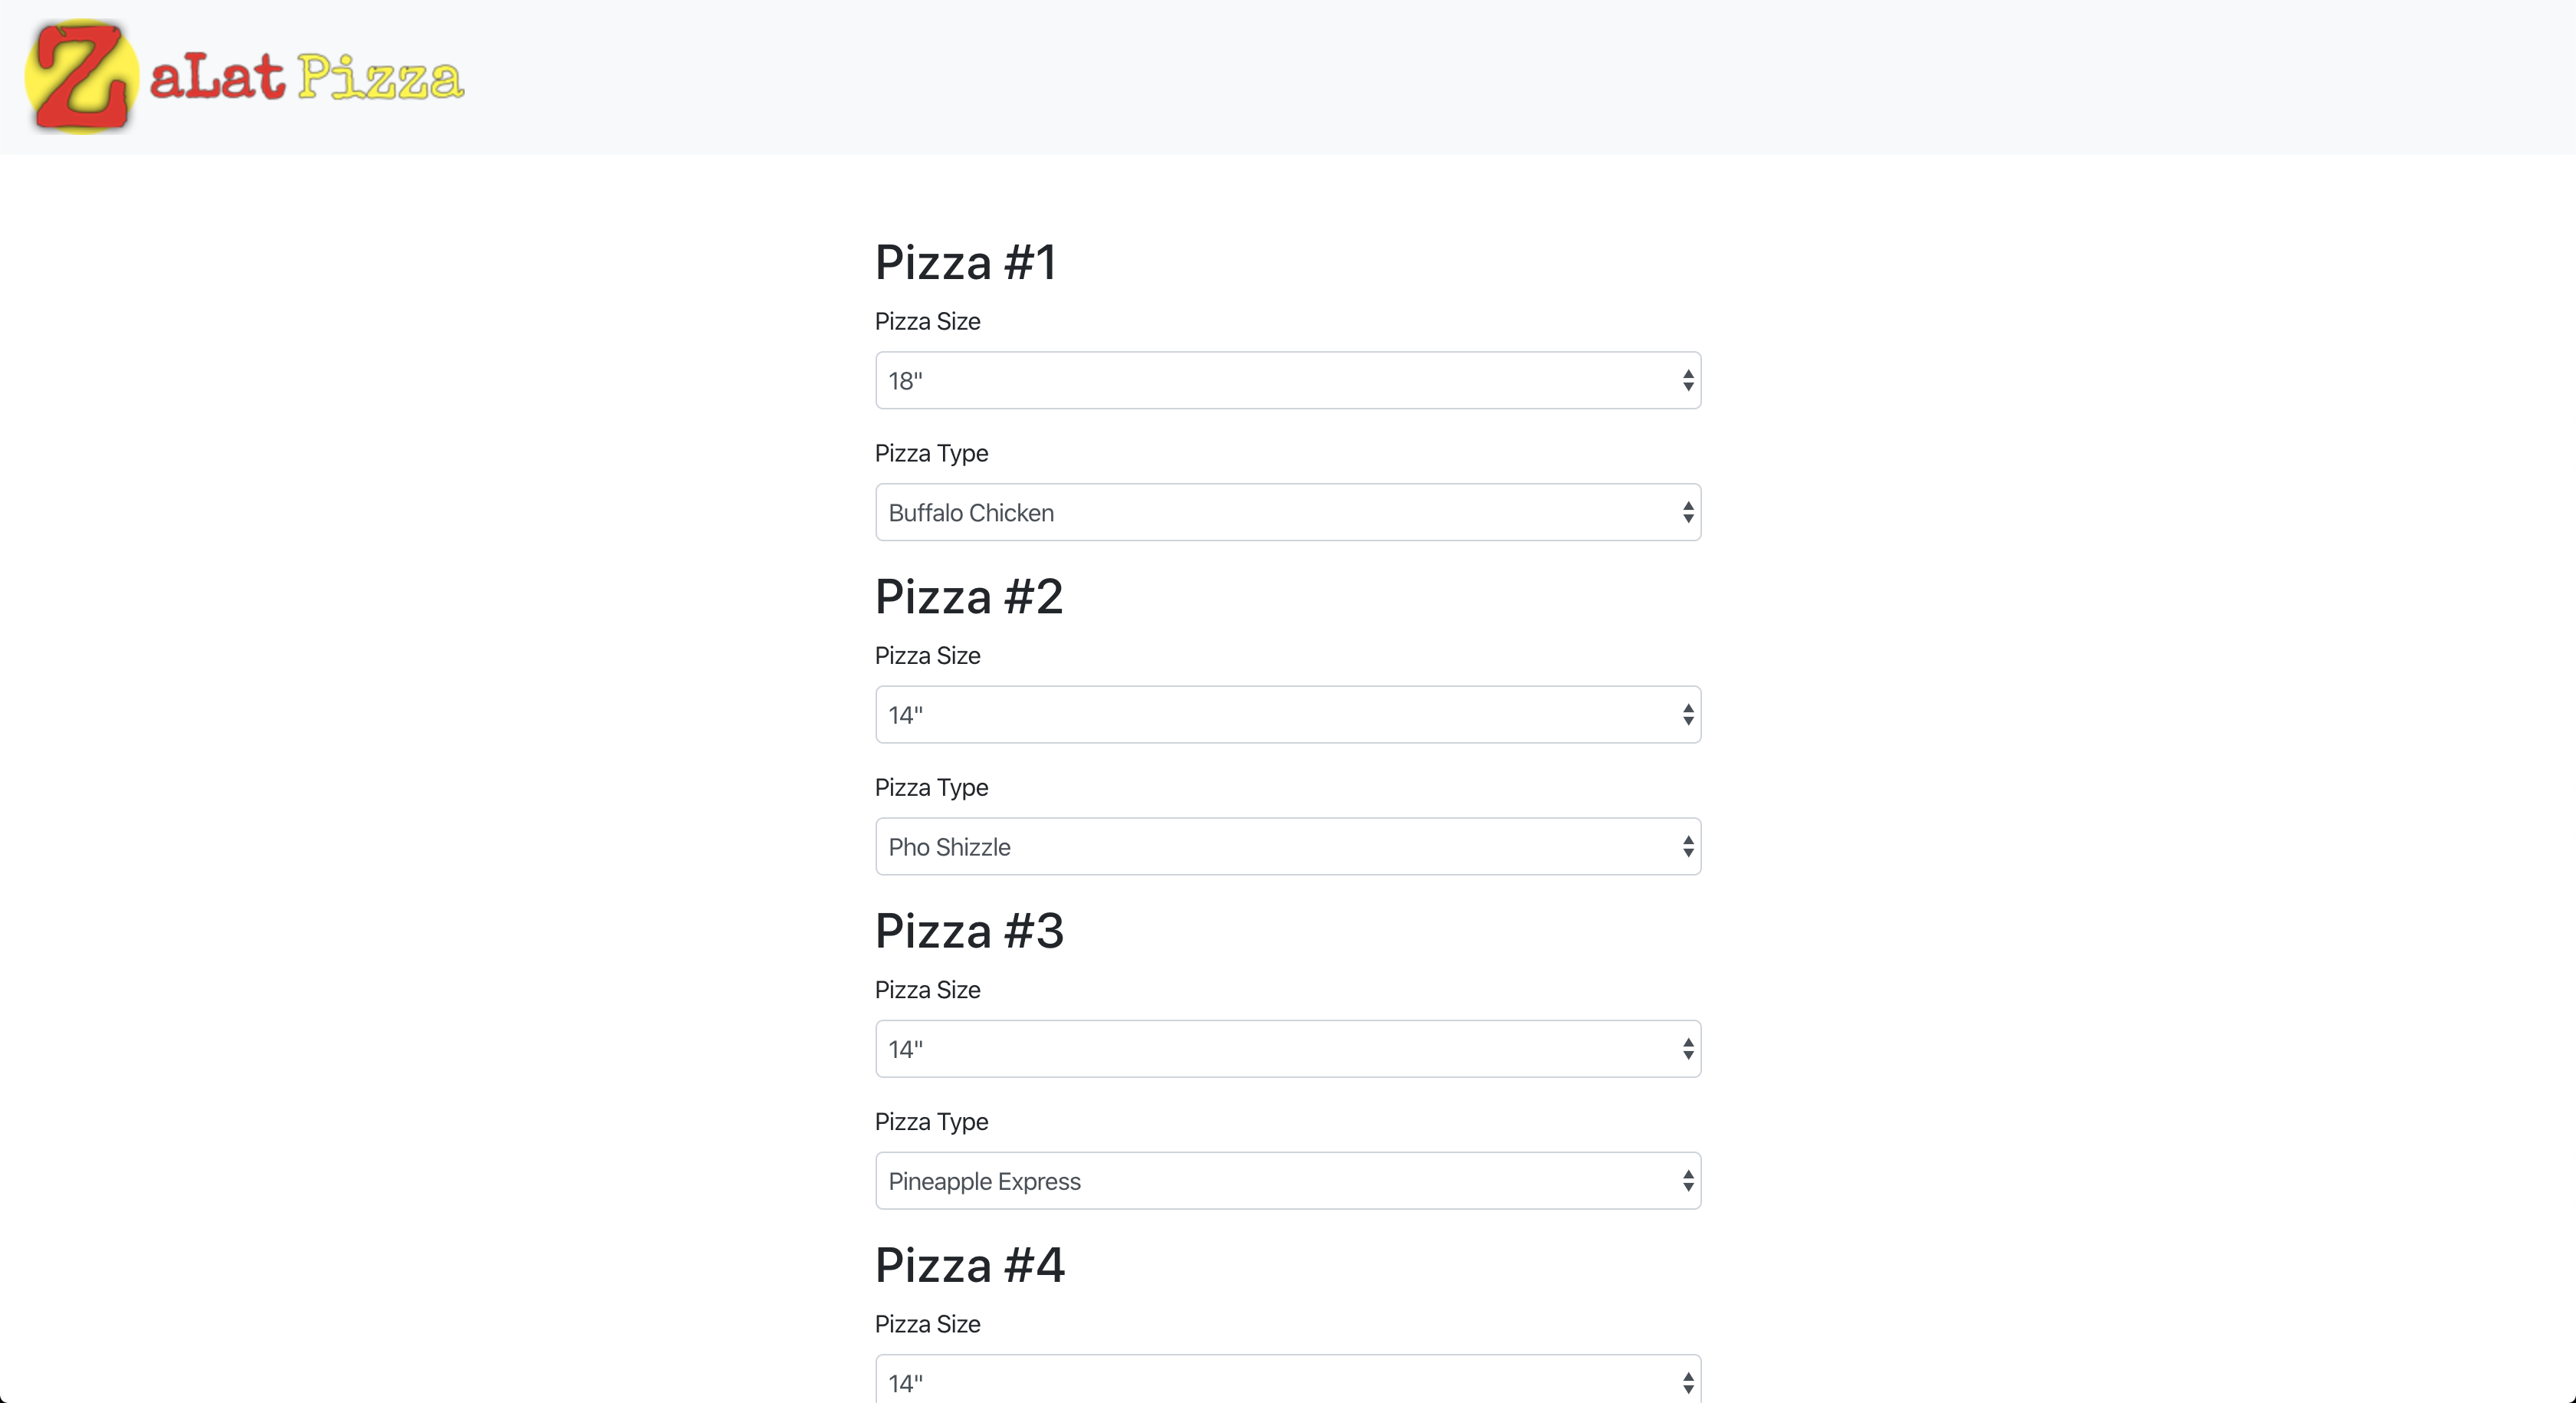 ZaLat Pizza
Pizza #1
Pizza Size
18"
Pizza Type
Buffalo Chicken
Pizza #2
Pizza Size
14"
Pizza Type
Pho Shizzle
Pizza #3
Pizza Size
14"
Pizza Type
Pineapple Express
Pizza #4
Pizza Size
14"